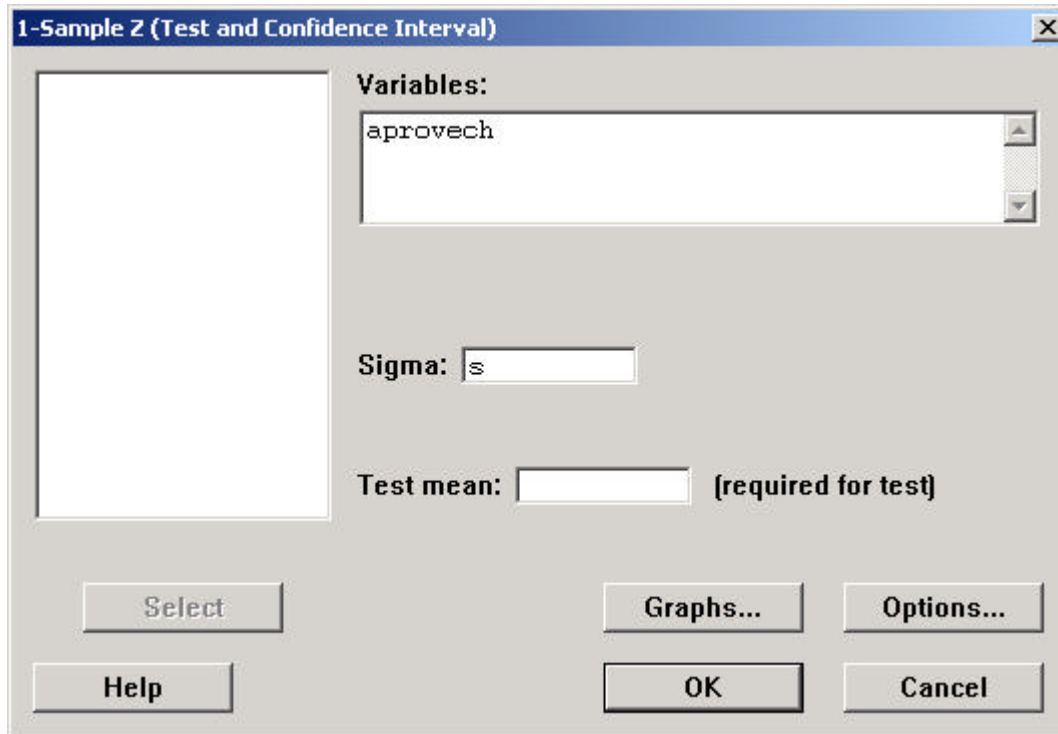 1-Sample Z (Test and Confidence Interval)
Variables:
aprovech
Sigma: s
Test mean: (required for test)
Select
Graphs...
Options...
Help
OK
Cancel